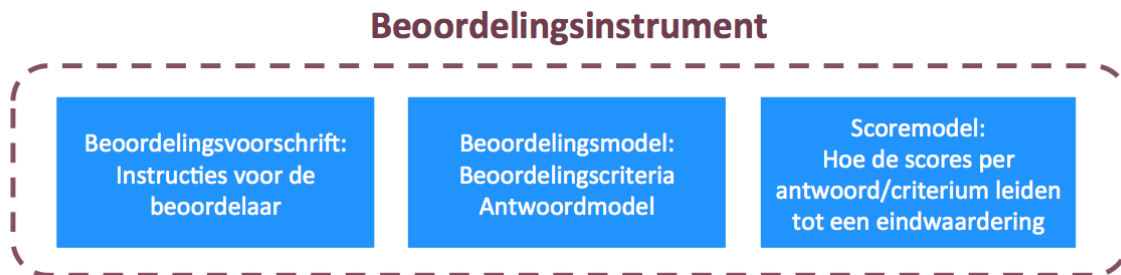 Beoordelingsinstrument
Beoordelingsvoorschrift:
Instructies voor de
beoordelaar
Beoordelingsmodel:
Beoordelingscriteria
Antwoordmodel
Scoremodel:
Hoe de scores per
antwoord/criterium leiden
tot een eindwaardering